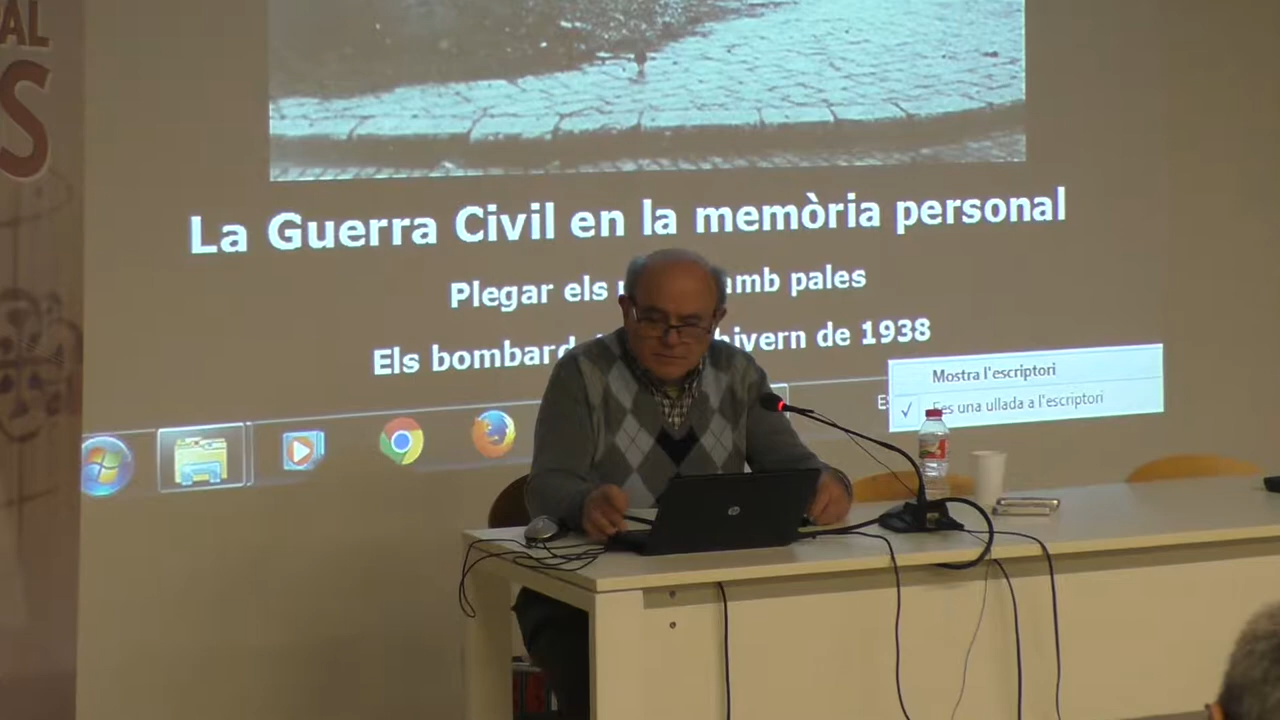 AL
S
La Guerra Civil en la memòria personal
Plegar els amb pales
Els hivern de 1938
Mostra l'escriptori
Fes una ullada a l'escriptori
hp